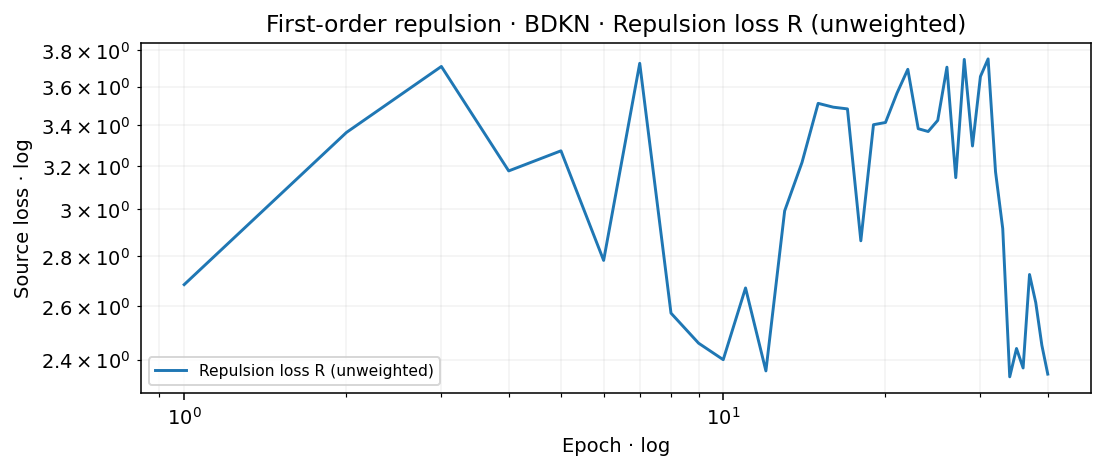 First-order repulsion · BDKN · Repulsion loss R (unweighted)
Source loss · log
3.8 × 10⁰
3.6 × 10⁰
3.4 × 10⁰
3.2 × 10⁰
3 × 10⁰
2.8 × 10⁰
2.6 × 10⁰
2.4 × 10⁰
Repulsion loss R (unweighted)
10⁰ 10¹
Epoch · log